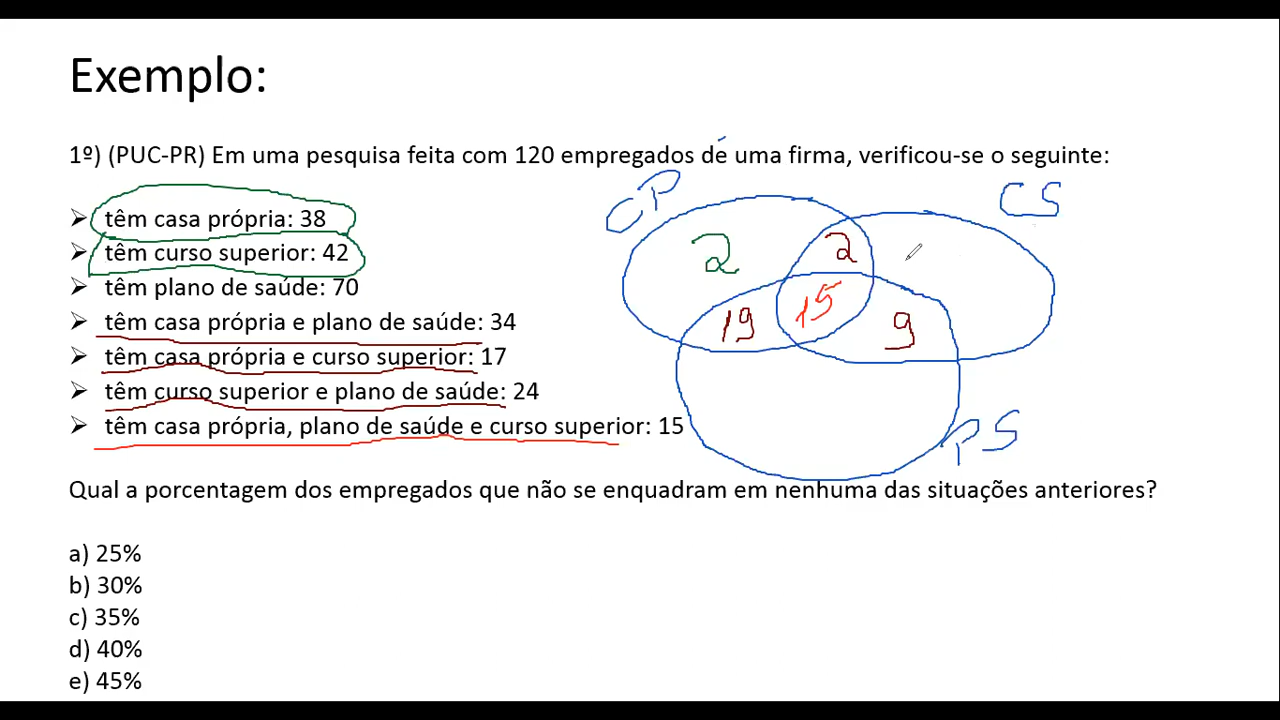 Exemplo:
1º) (PUC-PR) Em uma pesquisa feita com 120 empregados de uma firma, verificou-se o seguinte:
CP
CS
➢ têm casa própria: 38
➢ têm curso superior: 42
2
2
➢ têm plano de saúde: 70
➢ têm casa própria e plano de saúde: 34
19
15
9
➢ têm casa própria e curso superior: 17
➢ têm curso superior e plano de saúde: 24
➢ têm casa própria, plano de saúde e curso superior: 15
PS
Qual a porcentagem dos empregados que não se enquadram em nenhuma das situações anteriores?
a) 25%
b) 30%
c) 35%
d) 40%
e) 45%